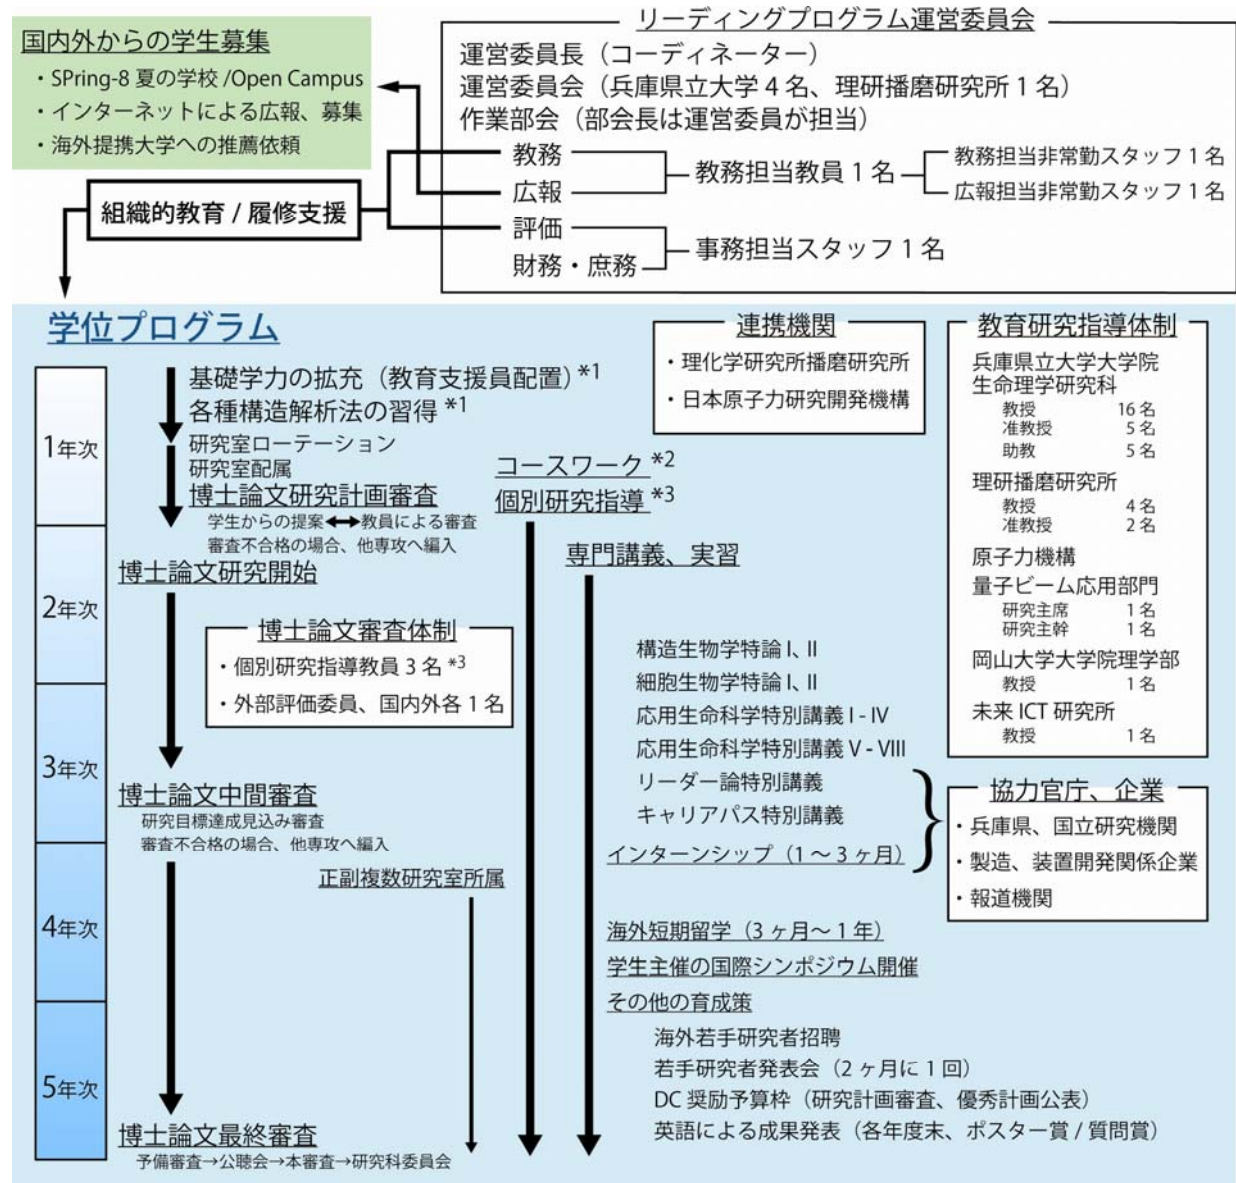 国内外からの学生募集
・SPring-8 夏の学校 /Open Campus
・インターネットによる広報、募集
・海外提携大学への推薦依頼
リーディングプログラム運営委員会
運営委員長（コーディネーター）
運営委員会（兵庫県立大学 4 名、理研播磨研究所 1 名）
作業部会（部会長は運営委員が担当）
教務
広報
評価
財務・庶務
教務担当教員 1 名
教務担当非常勤スタッフ 1 名
広報担当非常勤スタッフ 1 名
事務担当スタッフ 1 名
組織的教育 / 履修支援
学位プログラム
1年次
2年次
3年次
4年次
5年次
基礎学力の拡充（教育支援員配置）*1
各種構造解析法の習得 *1
研究室ローテーション
研究室配属
博士論文研究計画審査
学生からの提案⟷教員による審査
審査不合格の場合、他専攻へ編入
博士論文研究開始
博士論文審査体制
・個別研究指導教員 3 名 *3
・外部評価委員、国内外各 1 名
博士論文中間審査
研究目標達成見込み審査
審査不合格の場合、他専攻へ編入
正副複数研究室所属
博士論文最終審査
予備審査→公聴会→本審査→研究科委員会
コースワーク *2
個別研究指導 *3
専門講義、実習
構造生物学特論 I、II
細胞生物学特論 I、II
応用生命科学特別講義 I - IV
応用生命科学特別講義 V - VIII
リーダー論特別講義
キャリアパス特別講義
インターンシップ（1 ～ 3 ヶ月）
海外短期留学（3 ヶ月～ 1 年）
学生主催の国際シンポジウム開催
その他の育成策
海外若手研究者招聘
若手研究者発表会（2 ヶ月に 1 回）
DC 奨励予算枠（研究計画審査、優秀計画公表）
英語による成果発表（各年度末、ポスター賞 / 質問賞）
連携機関
・理化学研究所播磨研究所
・日本原子力研究開発機構
教育研究指導体制
兵庫県立大学大学院
生命理学研究科
教授 16 名
准教授 5 名
助教 5 名
理研播磨研究所
教授 4 名
准教授 2 名
原子力機構
量子ビーム応用部門
研究主席 1 名
研究主幹 1 名
岡山大学大学院理学部
教授 1 名
未来 ICT 研究所
教授 1 名
協力官庁、企業
・兵庫県、国立研究機関
・製造、装置開発関係企業
・報道機関